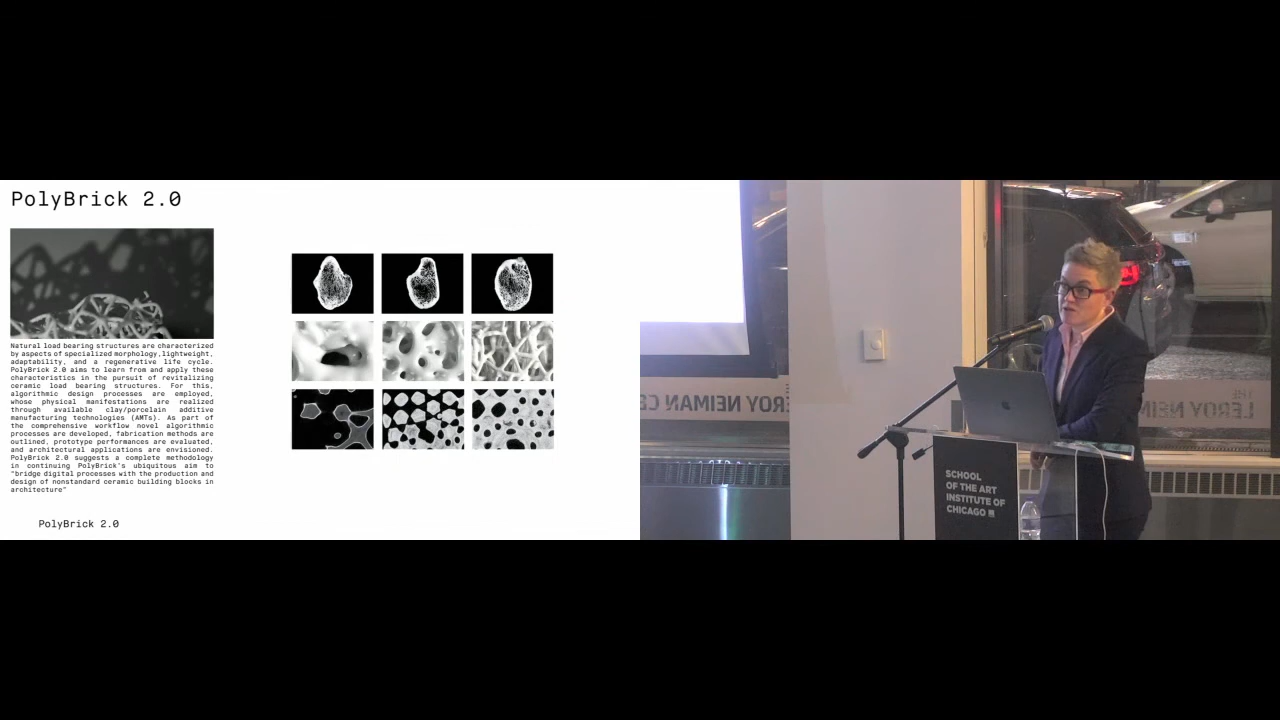 PolyBrick 2.0
Natural load bearing structures are characterized
by aspects of specialized morphology, lightweight,
adaptability, and a regenerative life cycle.
PolyBrick 2.0 aims to learn from and apply these
characteristics in the pursuit of revitalizing
ceramic load bearing structures. For this,
algorithmic design processes are employed,
whose physical manifestations are realized
through available clay/porcelain additive
manufacturing technologies (AMTs). As part of
the comprehensive workflow novel algorithmic
processes are developed, fabrication methods are
outlined, prototype performances are evaluated,
and architectural applications are envisioned.
PolyBrick 2.0 suggests a complete methodology
in continuing PolyBrick's ubiquitous aim to
"bridge digital processes with the production and
design of nonstandard ceramic building blocks in
architecture"
PolyBrick 2.0
LEROY NEIMAN CE
THE
LEROY NEIM
SCHOOL
OF THE ART
INSTITUTE OF
CHICAGO